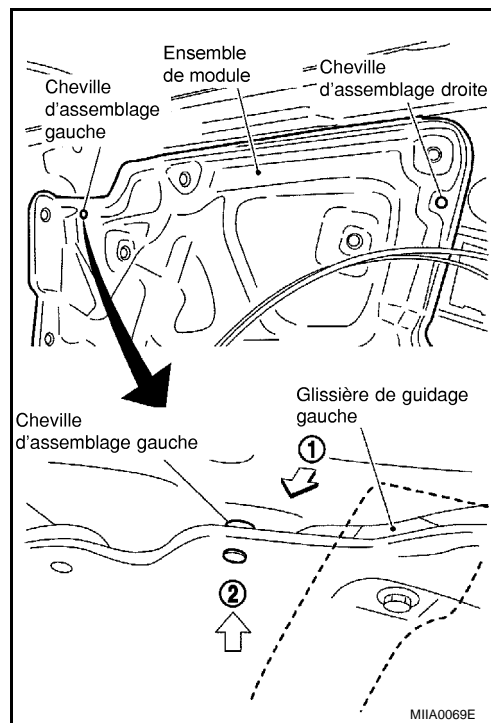 Ensemble
de module
Cheville
d'assemblage
gauche
Cheville
d'assemblage droite
Glissière de guidage
gauche
Cheville
d'assemblage gauche
1
2
MIIA0069E